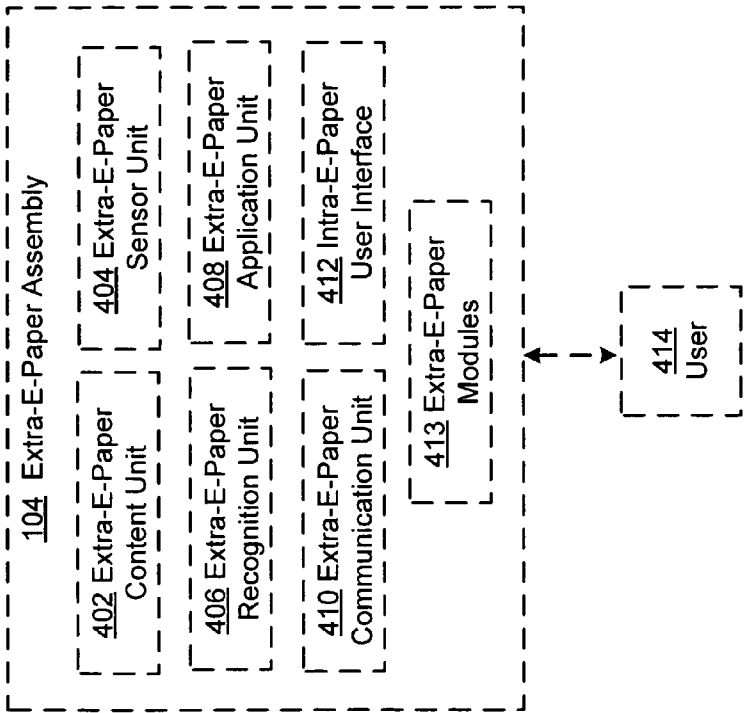 104 Extra-E-Paper Assembly
402 Extra-E-Paper
Content Unit
404 Extra-E-Paper
Sensor Unit
406 Extra-E-Paper
Recognition Unit
408 Extra-E-Paper
Application Unit
410 Extra-E-Paper
Communication Unit
412 Intra-E-Paper
User Interface
413 Extra-E-Paper
Modules
414
User